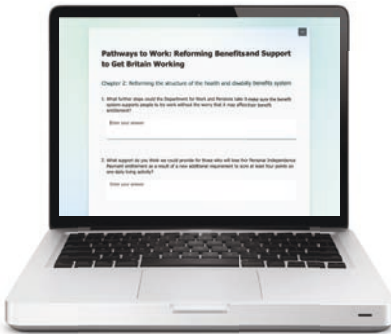 Pathways to Work: Reforming Benefitsand Support
to Get Britain Working
Chapter 2: Reforming the structure of the health and disability benefits system
1. What further steps could the Department for Work and Pensions take to make sure the benefit
system supports people to try work without the worry that it may affect their benefit
entitlement?
Enter your answer
2. What support do you think we could provide for those who will lose their Personal Independence
Payment entitlement as a result of a new additional requirement to score at least four points on
one daily living activity?
Enter your answer